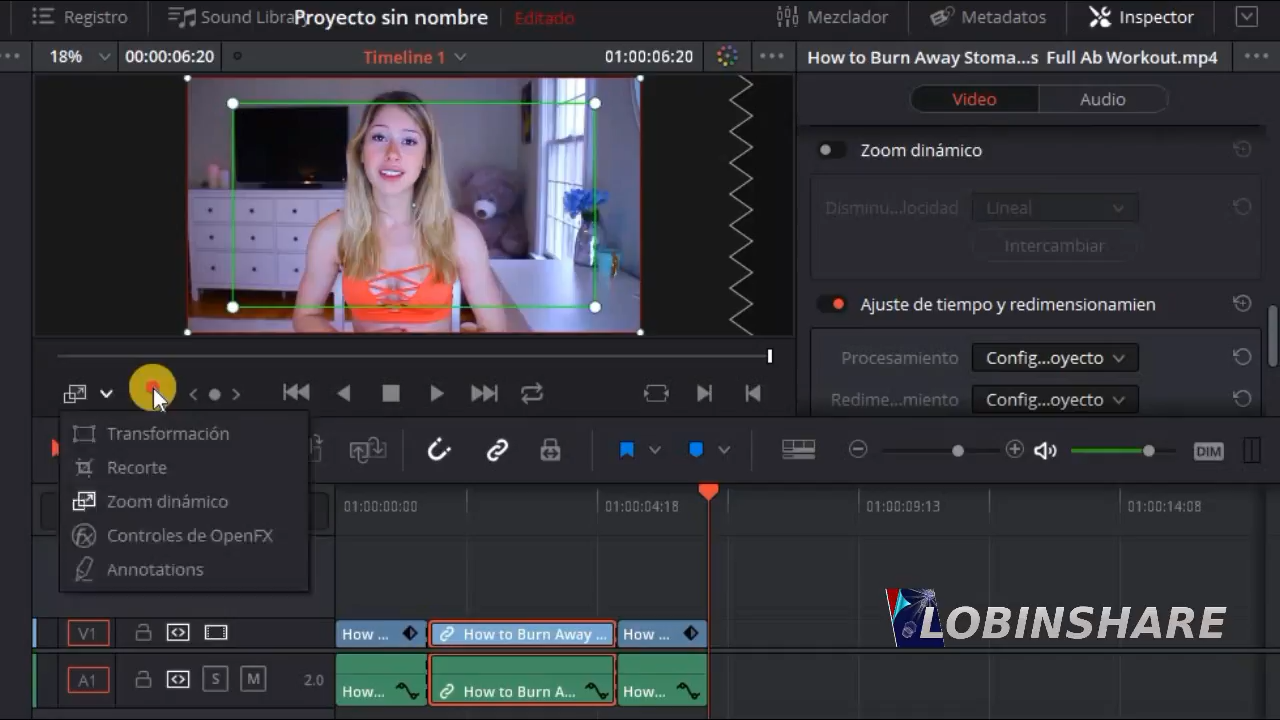 Registro
Sound Libra
Proyecto sin nombre
Editado
Mezclador
Metadatos
Inspector
18%
00:00:06:20
Timeline 1
01:00:06:20
How to Burn Away Stoma...s Full Ab Workout.mp4
Video
Audio
Zoom dinámico
Disminu...locidad
Lineal
Intercambiar
Ajuste de tiempo y redimensionamien
Procesamiento
Config...oyecto
Redime...miento
Config...oyecto
Transformación
Recorte
Zoom dinámico
Controles de OpenFX
Annotations
DIM
01:00:00:00
01:00:04:18
01:00:09:13
01:00:14:08
LOBINSHARE
V1
How ...
How to Burn Away ...
How ...
A1
S
M
2.0
How...
How to Burn A...
How...